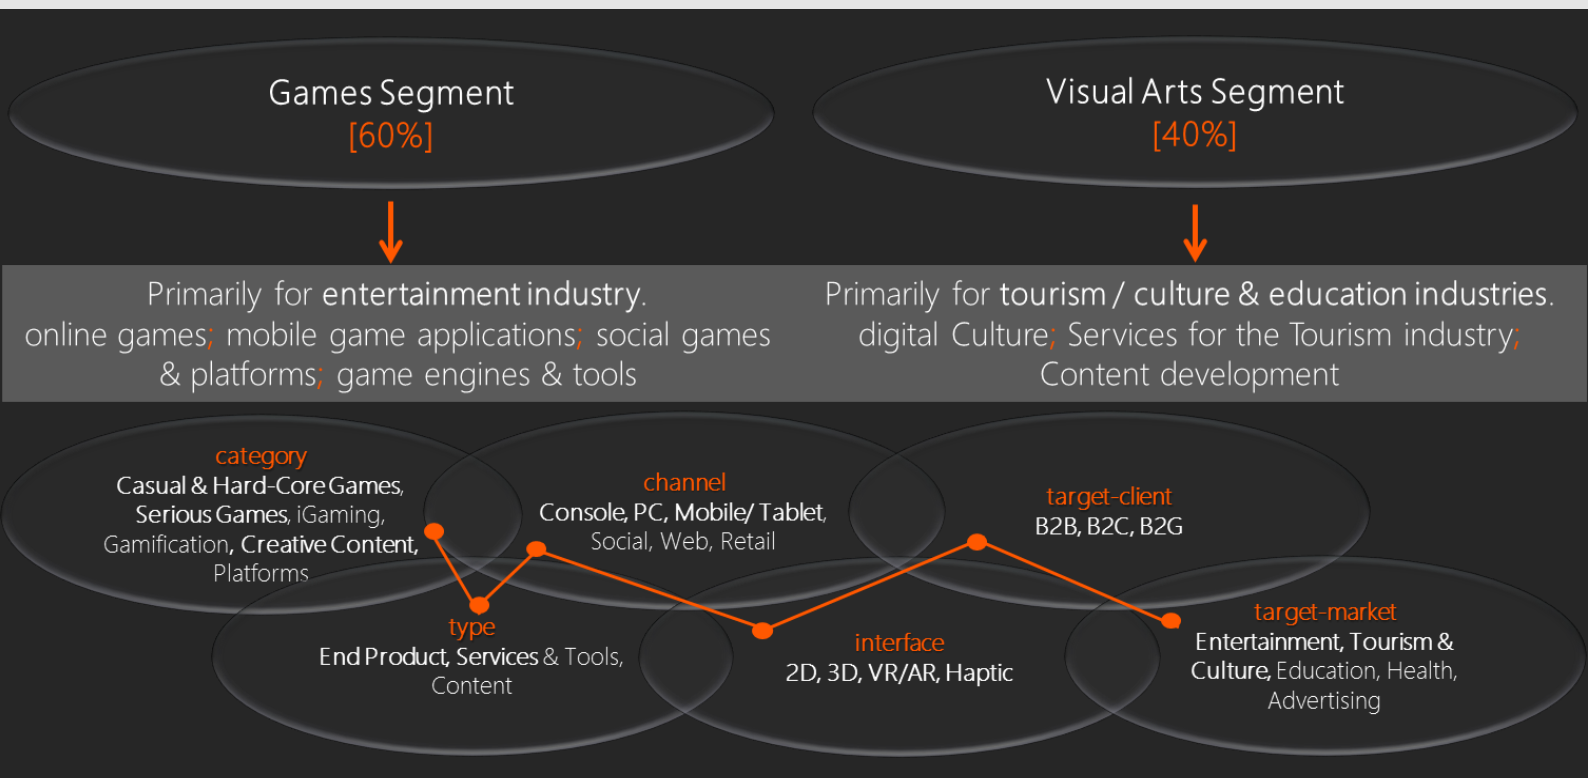 Games Segment
[60%]
Visual Arts Segment
[40%]
Primarily for entertainment industry.
online games; mobile game applications; social games
& platforms; game engines & tools
Primarily for tourism / culture & education industries.
digital Culture; Services for the Tourism industry;
Content development
category
Casual & Hard-Core Games,
Serious Games, iGaming,
Gamification, Creative Content,
Platforms
type
End Product, Services & Tools,
Content
channel
Console, PC, Mobile/ Tablet,
Social, Web, Retail
interface
2D, 3D, VR/AR, Haptic
target-client
B2B, B2C, B2G
target-market
Entertainment, Tourism &
Culture, Education, Health,
Advertising